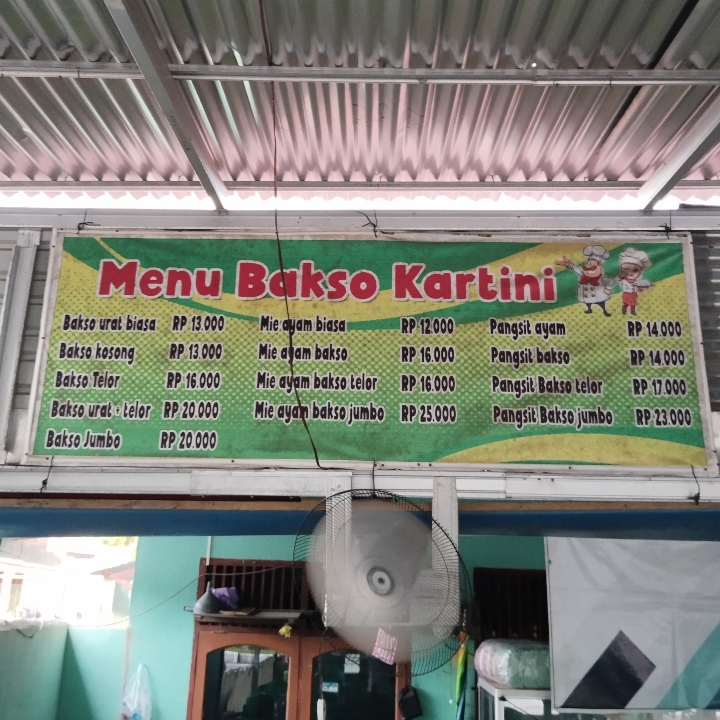 Menu Bakso Kartini
Bakso urat biasa RP 13.000
Bakso kosong RP 13.000
Bakso Telor RP 16.000
Bakso urat + telor RP 20.000
Bakso Jumbo RP 20.000
Mie ayam biasa RP 12.000
Mie ayam bakso RP 16.000
Mie ayam bakso telor RP 16.000
Mie ayam bakso jumbo RP 25.000
Pangsit ayam RP 14.000
Pangsit bakso RP 14.000
Pangsit Bakso telor RP 17.000
Pangsit Bakso jumbo RP 23.000